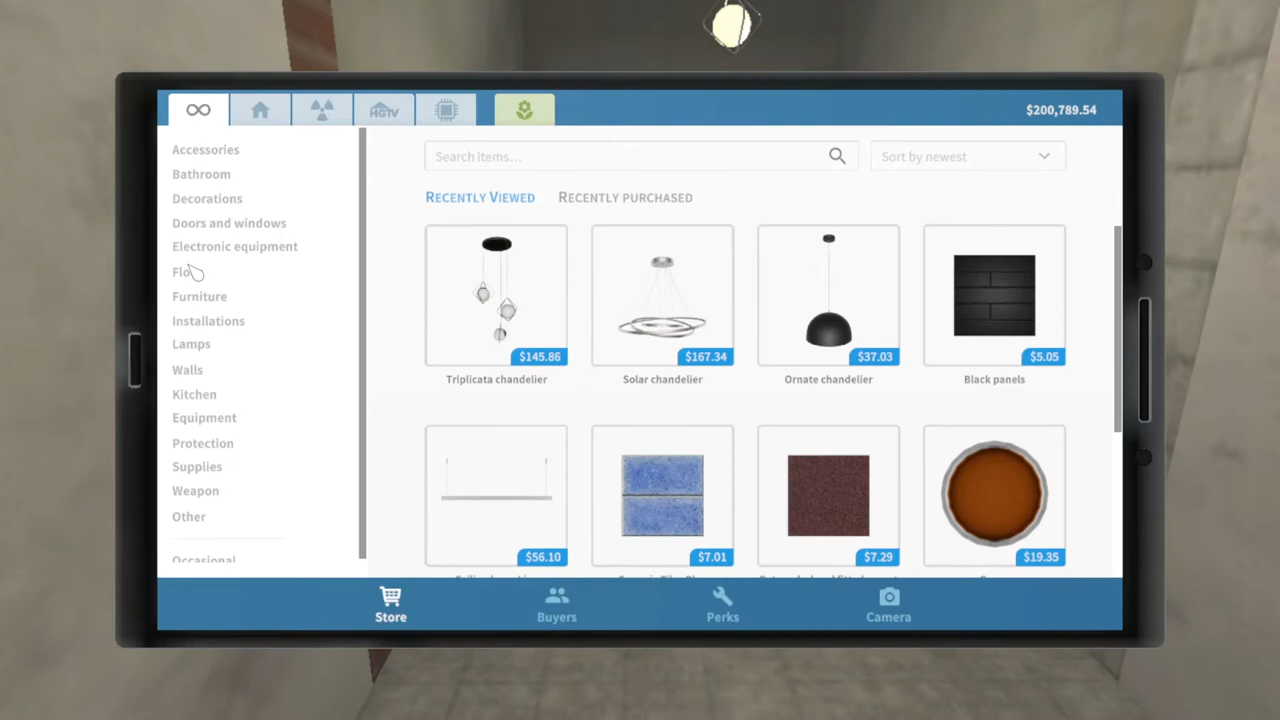 HGTV
$200,789.54
Accessories
Bathroom
Decorations
Doors and windows
Electronic equipment
Furniture
Installations
Lamps
Walls
Kitchen
Equipment
Protection
Supplies
Weapon
Other
Occasional
Search items...
Sort by newest
RECENTLY VIEWED
RECENTLY PURCHASED
$145.86
$167.34
$37.03
$5.05
Triplicata chandelier
Solar chandelier
Ornate chandelier
Black panels
$56.10
$7.01
$7.29
$19.35
Store
Buyers
Perks
Camera